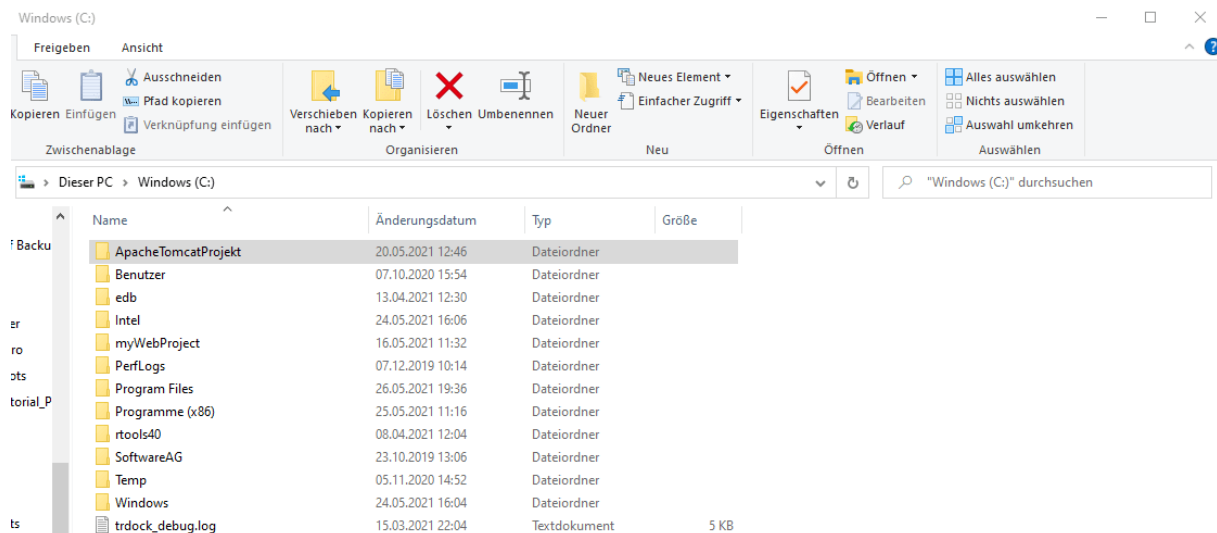 Windows (C:)
Freigeben Ansicht
Ausschneiden Neues Element Öffnen Alles auswählen
Pfad kopieren Einfacher Zugriff Bearbeiten Nichts auswählen
Kopieren Einfügen Verknüpfung einfügen Verschieben nach Kopieren nach Löschen Umbenennen Neuer Ordner Eigenschaften Verlauf Auswahl umkehren
Zwischenablage Organisieren Neu Öffnen Auswählen
Dieser PC > Windows (C:) "Windows (C:)" durchsuchen
Name Änderungsdatum Typ Größe
f Backu ApacheTomcatProjekt 20.05.2021 12:46 Dateiordner
Benutzer 07.10.2020 15:54 Dateiordner
edb 13.04.2021 12:30 Dateiordner
er Intel 24.05.2021 16:06 Dateiordner
ro myWebProject 16.05.2021 11:32 Dateiordner
ots PerfLogs 07.12.2019 10:14 Dateiordner
torial_P Program Files 26.05.2021 19:36 Dateiordner
Programme (x86) 25.05.2021 11:16 Dateiordner
rtools40 08.04.2021 12:04 Dateiordner
SoftwareAG 23.10.2019 13:06 Dateiordner
Temp 05.11.2020 14:52 Dateiordner
Windows 24.05.2021 16:04 Dateiordner
ts trdock_debug.log 15.03.2021 22:04 Textdokument 5 KB